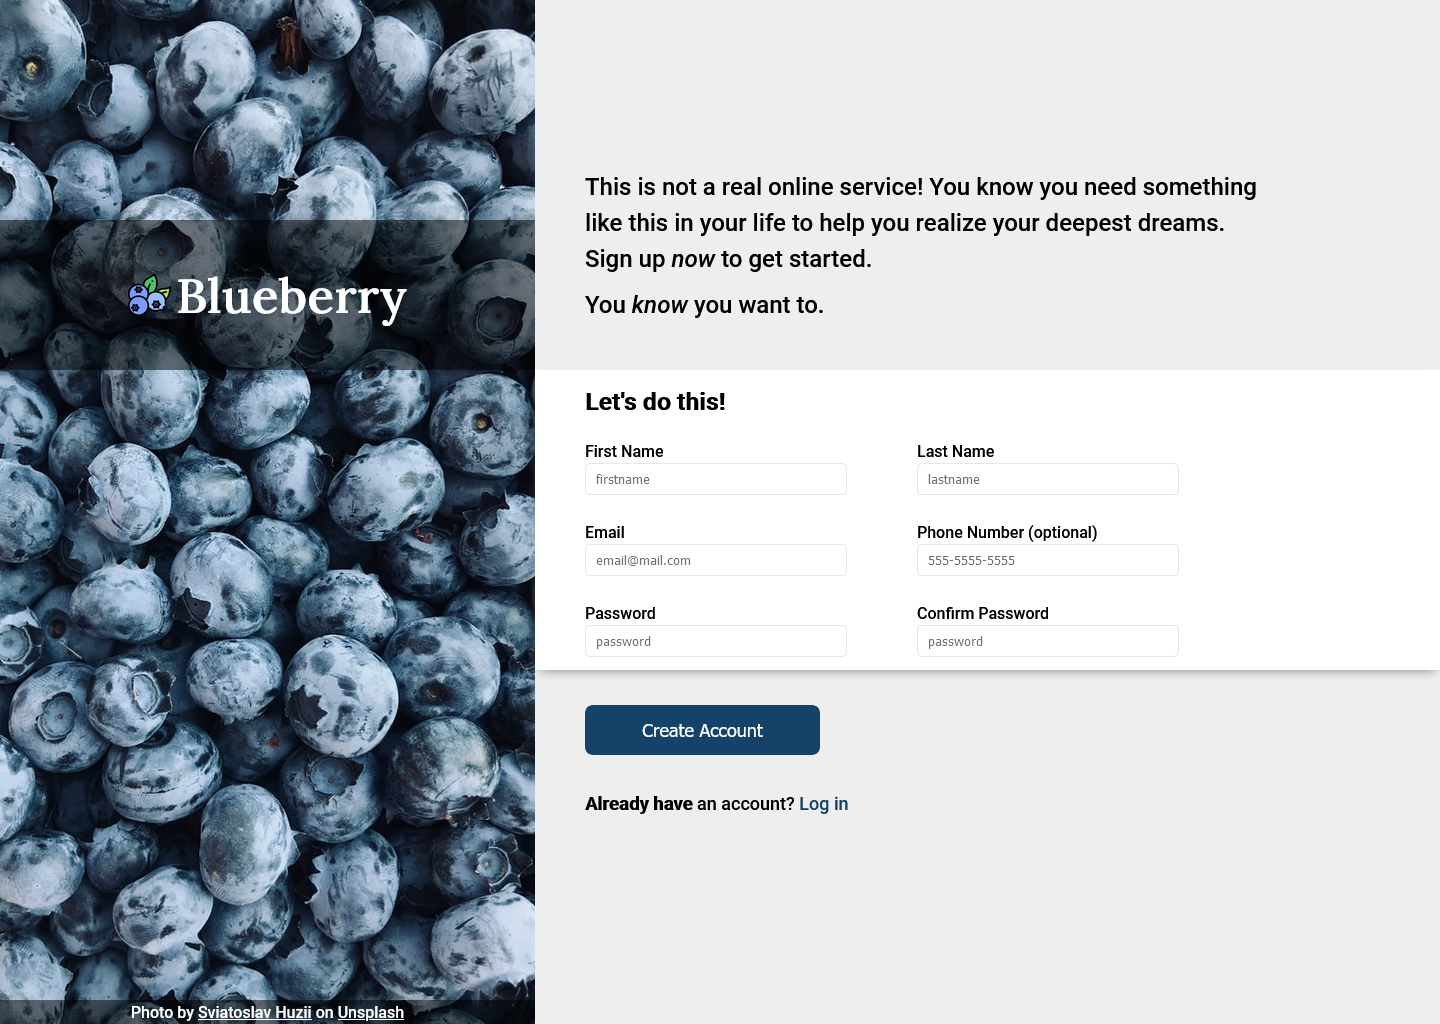 Blueberry
Photo by Sviatoslav Huzii on Unsplash
This is not a real online service! You know you need something
like this in your life to help you realize your deepest dreams.
Sign up now to get started.
You know you want to.
Let's do this!
First Name
Last Name
firstname
lastname
Email
Phone Number (optional)
email@mail.com
555-5555-5555
Password
Confirm Password
password
password
Create Account
Already have an account? Log in